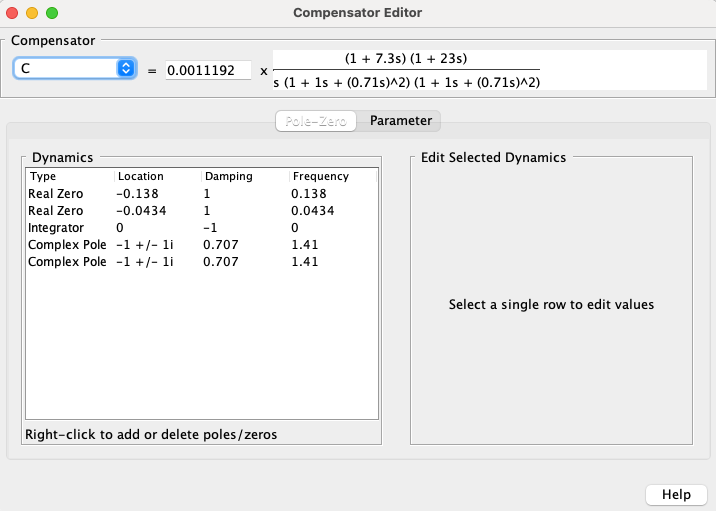 Compensator Editor
Compensator
C = 0.0011192 x (1 + 7.3s) (1 + 23s)
s (1 + 1s + (0.71s)^2) (1 + 1s + (0.71s)^2)
Pole-Zero Parameter
Dynamics
Type Location Damping Frequency
Real Zero -0.138 1 0.138
Real Zero -0.0434 1 0.0434
Integrator 0 -1 0
Complex Pole -1 +/- 1i 0.707 1.41
Complex Pole -1 +/- 1i 0.707 1.41
Right-click to add or delete poles/zeros
Edit Selected Dynamics
Select a single row to edit values
Help